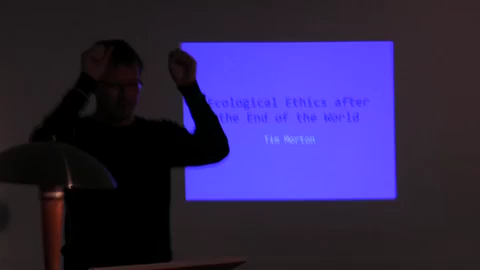 Ecological Ethics after
the End of the World
Tim Morton